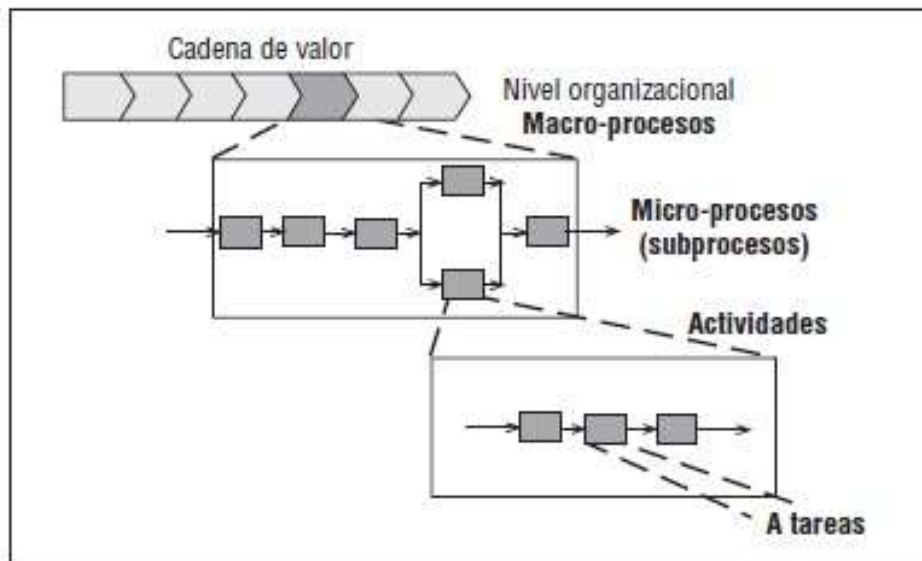 Cadena de valor
Nivel organizacional
Macro-procesos
Micro-procesos
(subprocesos)
Actividades
A tareas